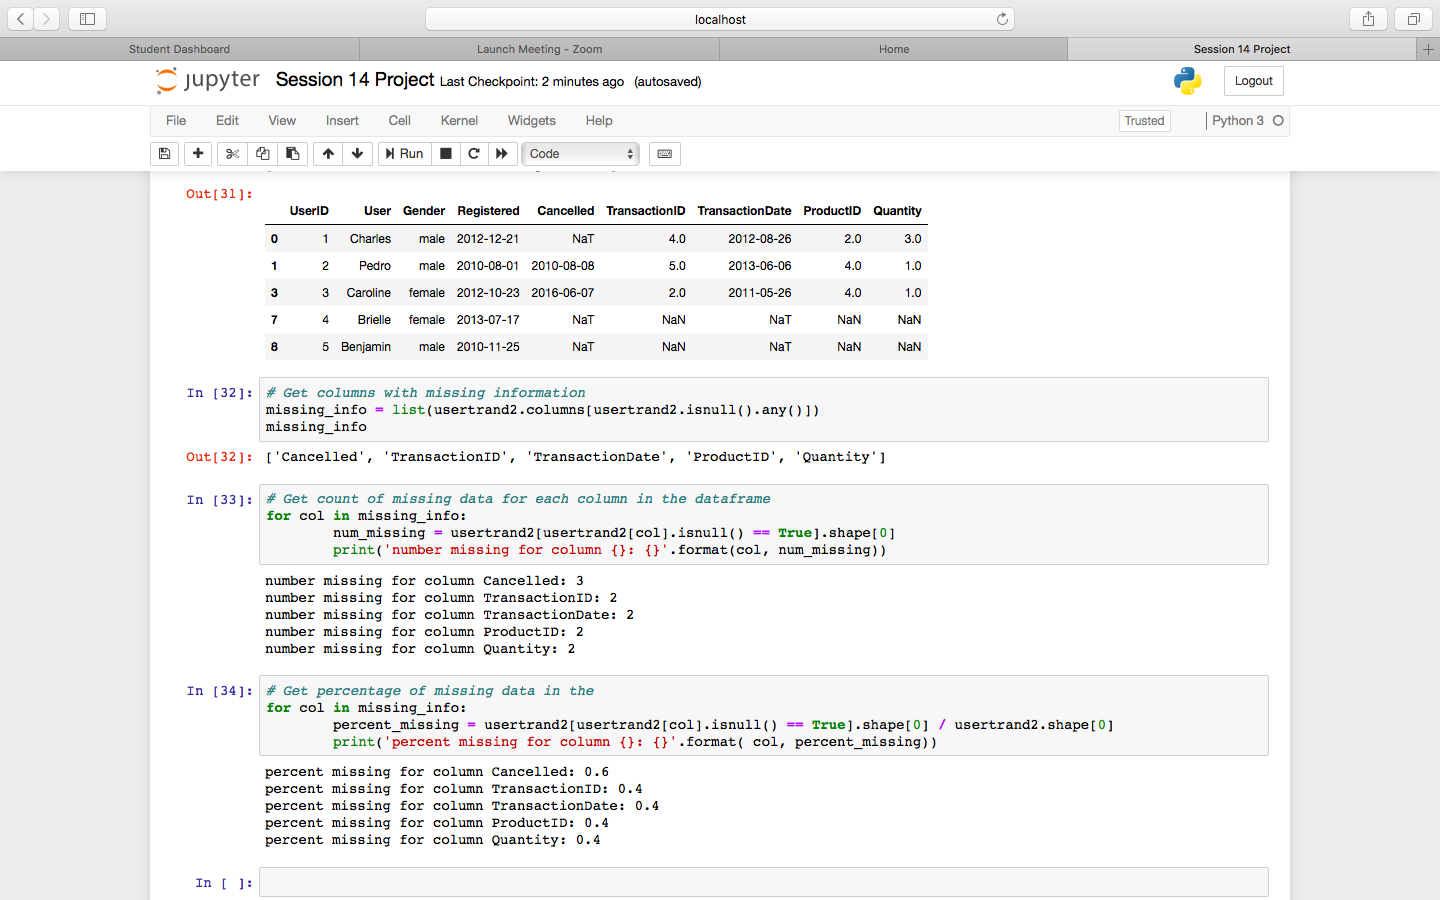 localhost
Student Dashboard
Launch Meeting - Zoom
Home
Session 14 Project
jupyter Session 14 Project Last Checkpoint: 2 minutes ago (autosaved)
Logout
File Edit View Insert Cell Kernel Widgets Help
Trusted
Python 3
Run
Code
Out[31]:
UserID User Gender Registered Cancelled TransactionID TransactionDate ProductID Quantity
0 1 Charles male 2012-12-21 NaT 4.0 2012-08-26 2.0 3.0
1 2 Pedro male 2010-08-01 2010-08-08 5.0 2013-06-06 4.0 1.0
3 3 Caroline female 2012-10-23 2016-06-07 2.0 2011-05-26 4.0 1.0
7 4 Brielle female 2013-07-17 NaT NaN NaT NaN NaN
8 5 Benjamin male 2010-11-25 NaT NaN NaT NaN NaN
In [32]: # Get columns with missing information
missing_info = list(usertrand2.columns[usertrand2.isnull().any()])
missing_info
Out[32]: ['Cancelled', 'TransactionID', 'TransactionDate', 'ProductID', 'Quantity']
In [33]: # Get count of missing data for each column in the dataframe
for col in missing_info:
num_missing = usertrand2[usertrand2[col].isnull() == True].shape[0]
print('number missing for column {}: {}'.format(col, num_missing))
number missing for column Cancelled: 3
number missing for column TransactionID: 2
number missing for column TransactionDate: 2
number missing for column ProductID: 2
number missing for column Quantity: 2
In [34]: # Get percentage of missing data in the
for col in missing_info:
percent_missing = usertrand2[usertrand2[col].isnull() == True].shape[0] / usertrand2.shape[0]
print('percent missing for column {}: {}'.format( col, percent_missing))
percent missing for column Cancelled: 0.6
percent missing for column TransactionID: 0.4
percent missing for column TransactionDate: 0.4
percent missing for column ProductID: 0.4
percent missing for column Quantity: 0.4
In [ ]: